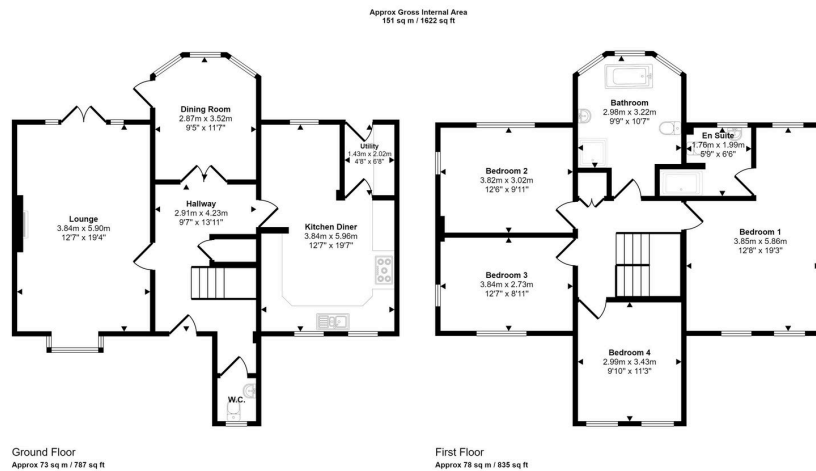 Approx Gross Internal Area
151 sq m / 1622 sq ft
Dining Room
2.87m x 3.52m
9'5" x 11'7"
Utility
1.43m x 2.02m
4'8" x 6'8"
Hallway
2.91m x 4.23m
9'7" x 13'11"
Lounge
3.84m x 5.90m
12'7" x 19'4"
Kitchen Diner
3.84m x 5.96m
12'7" x 19'7"
W.C.
Ground Floor
Approx 73 sq m / 787 sq ft
Bathroom
2.98m x 3.22m
9'9" x 10'7"
En Suite
1.76m x 1.99m
5'9" x 6'6"
Bedroom 2
3.82m x 3.02m
12'6" x 9'11"
Bedroom 1
3.85m x 5.86m
12'8" x 19'3"
Bedroom 3
3.84m x 2.73m
12'7" x 8'11"
Bedroom 4
2.99m x 3.43m
9'10" x 11'3"
First Floor
Approx 78 sq m / 835 sq ft